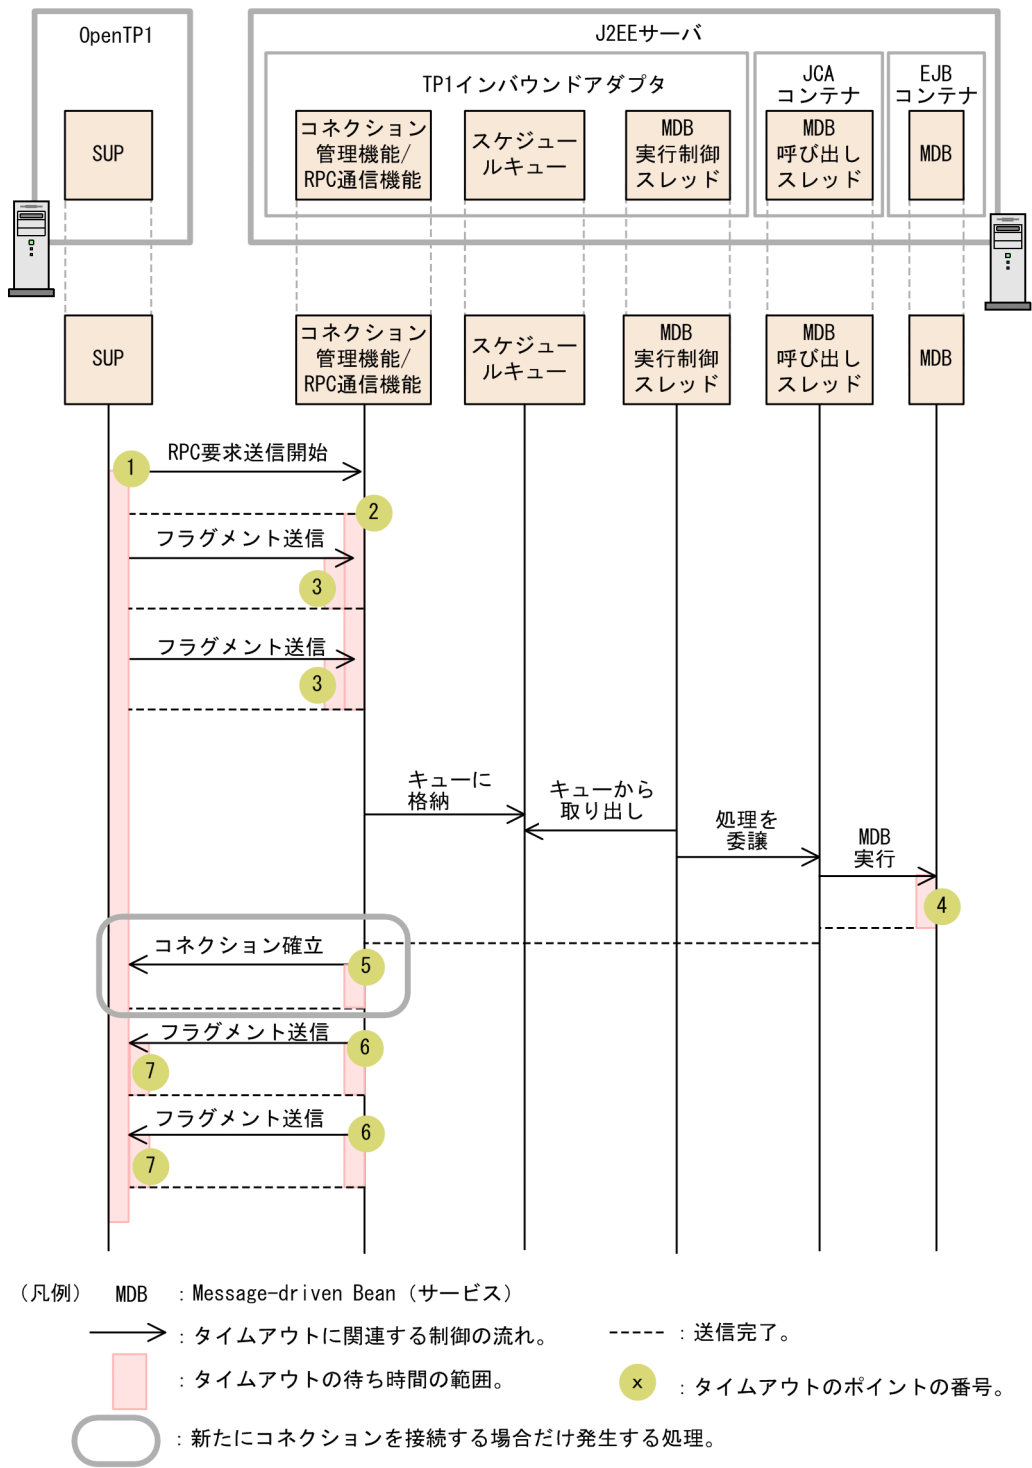 OpenTP1
J2EEサーバ
TP1インバウンドアダプタ
JCA
コンテナ
EJB
コンテナ
SUP
コネクション
管理機能/
RPC通信機能
スケジュー
ルキュー
MDB
実行制御
スレッド
MDB
呼び出し
スレッド
MDB
SUP
コネクション
管理機能/
RPC通信機能
スケジュー
ルキュー
MDB
実行制御
スレッド
MDB
呼び出し
スレッド
MDB
1
RPC要求送信開始
2
フラグメント送信
3
フラグメント送信
3
キューに
格納
キューから
取り出し
処理を
委譲
MDB
実行
4
コネクション確立
5
フラグメント送信
6
7
フラグメント送信
6
7
（凡例） MDB ：Message-driven Bean（サービス）
：タイムアウトに関連する制御の流れ。
：送信完了。
：タイムアウトの待ち時間の範囲。
x ：タイムアウトのポイントの番号。
：新たにコネクションを接続する場合だけ発生する処理。